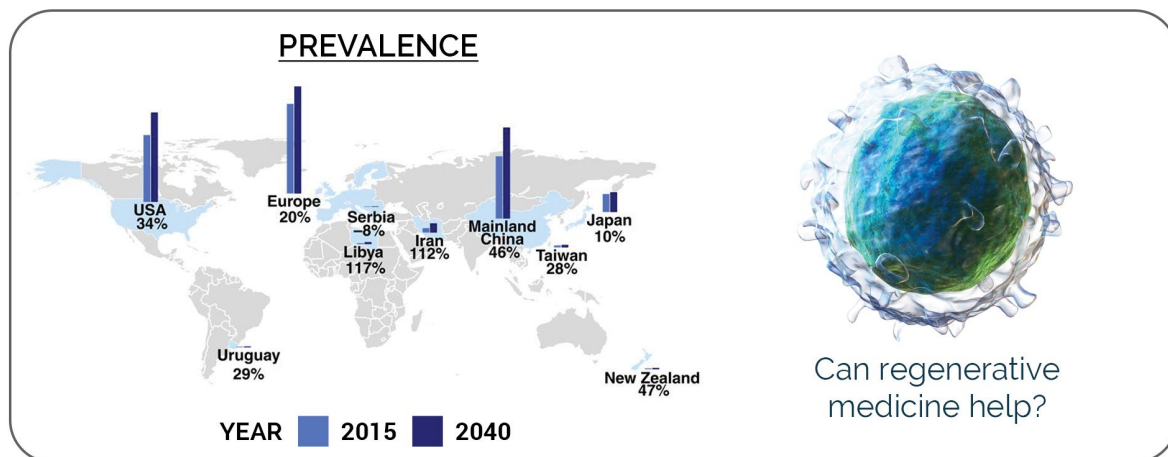 PREVALENCE
USA
34%
Europe
20%
Serbia
–8%
Libya
117%
Iran
112%
Mainland
China
46%
Taiwan
28%
Japan
10%
Uruguay
29%
New Zealand
47%
YEAR 2015 2040
Can regenerative
medicine help?